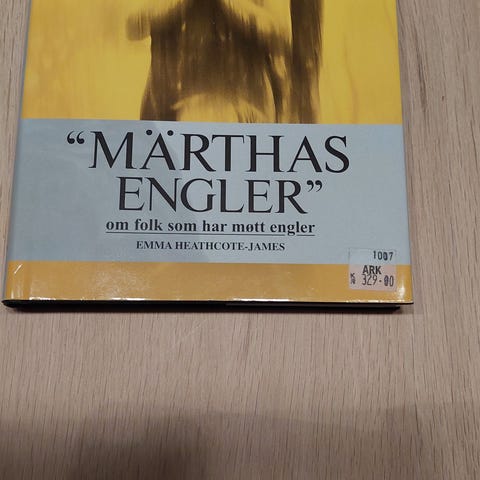 “MÄRTHAS
ENGLER”
om folk som har møtt engler
EMMA HEATHCOTE-JAMES
1007
ARK
329-00